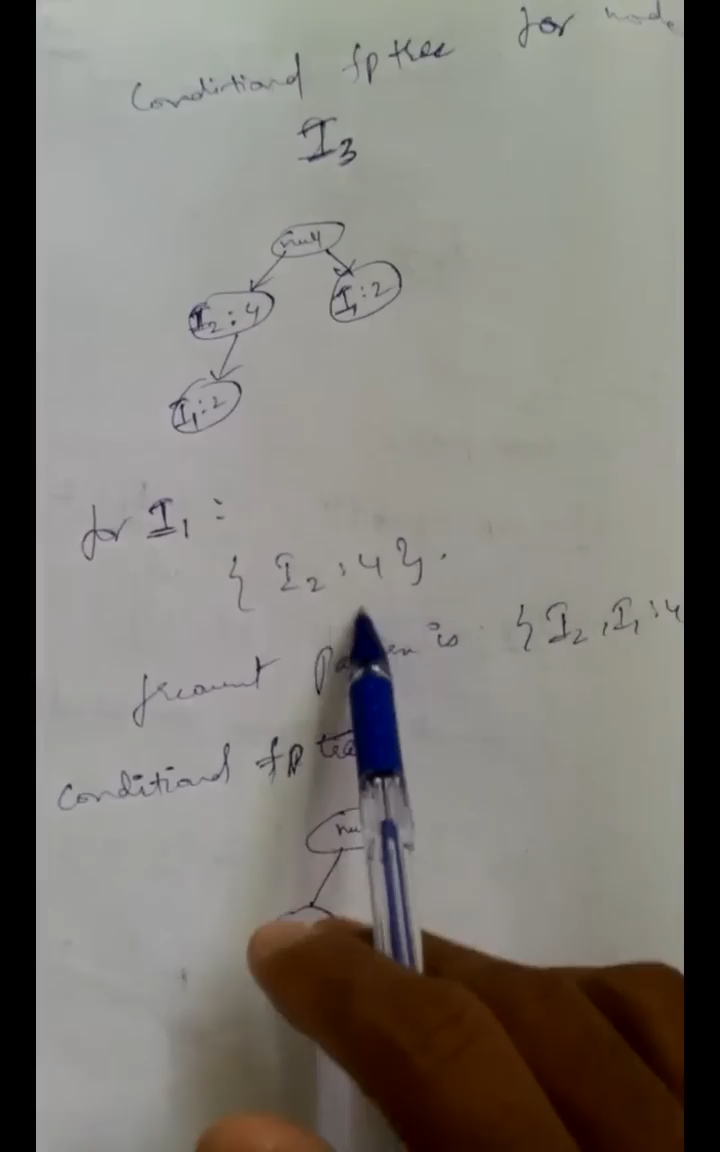 Conditional fp tree for
I3
null
I2 : 4
I1 : 2
I1 : 2
for I1 :
{ I2 : 4 }.
frequent is { I2 , I1 : 4
Conditional fp tree